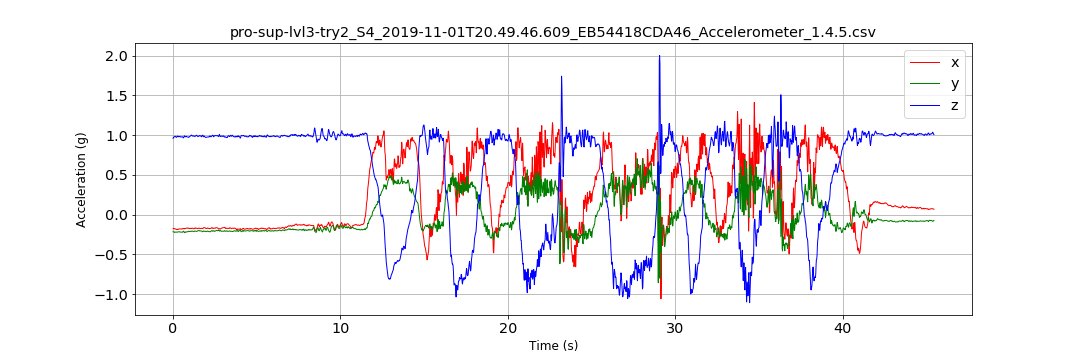 pro-sup-lvl3-try2_S4_2019-11-01T20.49.46.609_EB54418CDA46_Accelerometer_1.4.5.csv
2.0
1.5
1.0
0.5
0.0
−0.5
−1.0
Acceleration (g)
x
y
z
0 10 20 30 40
Time (s)